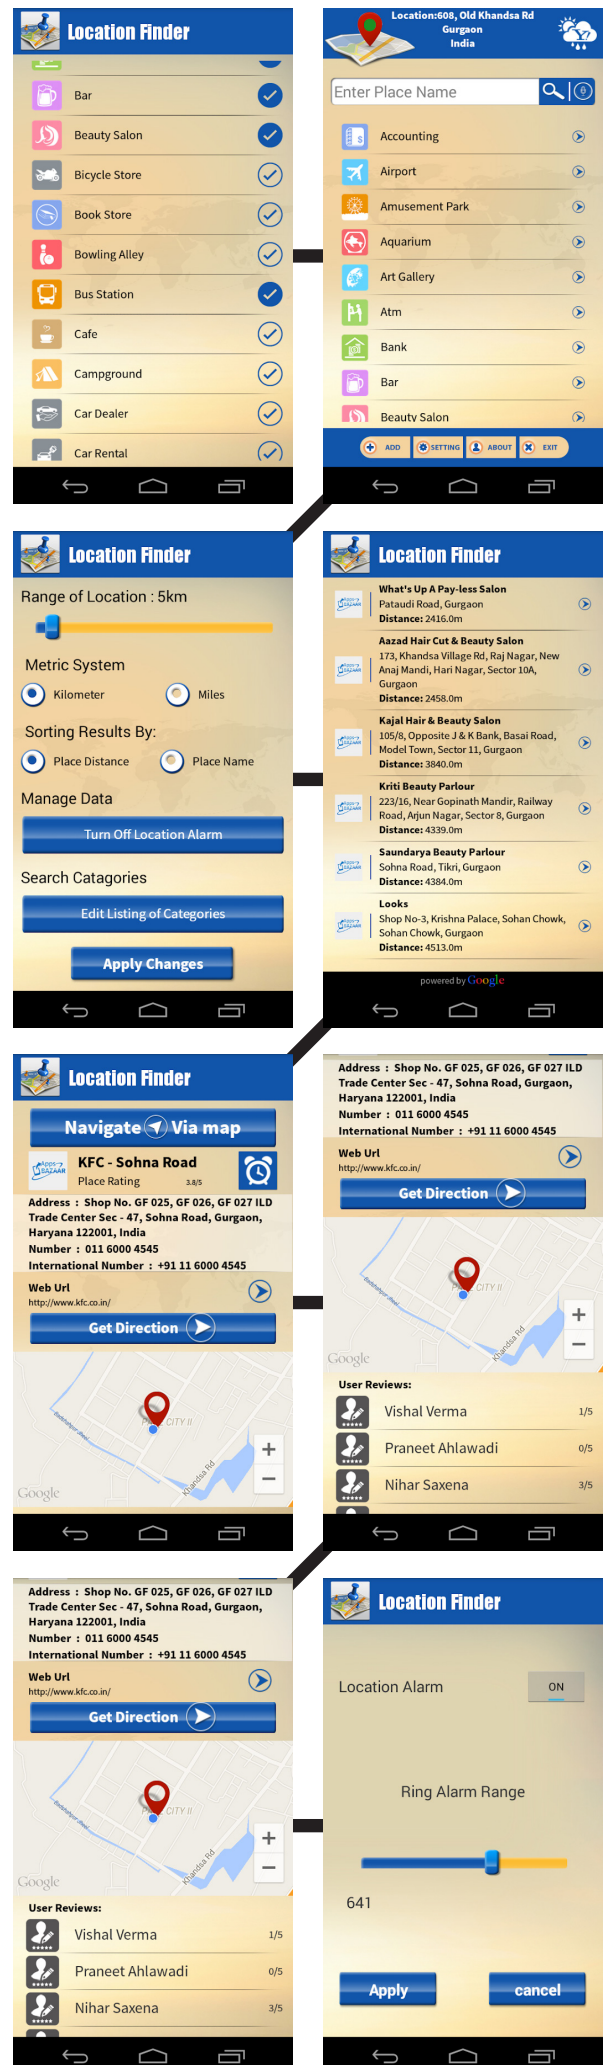 Location Finder
Bar
Beauty Salon
Bicycle Store
Book Store
Bowling Alley
Bus Station
Cafe
Campground
Car Dealer
Car Rental
Location:608, Old Khandsa Rd
Gurgaon
India
Enter Place Name
Accounting
Airport
Amusement Park
Aquarium
Art Gallery
Atm
Bank
Bar
Beauty Salon
ADD SETTING ABOUT EXIT
Location Finder
Range of Location : 5km
Metric System
Kilometer Miles
Sorting Results By:
Place Distance Place Name
Manage Data
Turn Off Location Alarm
Search Catagories
Edit Listing of Categories
Apply Changes
Location Finder
What's Up A Pay-less Salon
Pataudi Road, Gurgaon
Distance: 2416.0m
Aazad Hair Cut & Beauty Salon
173, Khandsa Village Rd, Raj Nagar, New
Anaj Mandi, Hari Nagar, Sector 10A,
Gurgaon
Distance: 2458.0m
Kajal Hair & Beauty Salon
105/8, Opposite J & K Bank, Basai Road,
Model Town, Sector 11, Gurgaon
Distance: 3840.0m
Kriti Beauty Parlour
223/16, Near Gopinath Mandir, Railway
Road, Arjun Nagar, Sector 8, Gurgaon
Distance: 4339.0m
Saundarya Beauty Parlour
Sohna Road, Tikri, Gurgaon
Distance: 4384.0m
Looks
Shop No-3, Krishna Palace, Sohan Chowk,
Sohan Chowk, Gurgaon
Distance: 4513.0m
powered by Google
Location Finder
Navigate Via map
Apps
BAZAAR
KFC - Sohna Road
Place Rating 3.8/5
Address : Shop No. GF 025, GF 026, GF 027 ILD
Trade Center Sec - 47, Sohna Road, Gurgaon,
Haryana 122001, India
Number : 011 6000 4545
International Number : +91 11 6000 4545
Web Url
http://www.kfc.co.in/
Get Direction
CITY II
Khandsa Rd
+
−
Google
Address : Shop No. GF 025, GF 026, GF 027 ILD
Trade Center Sec - 47, Sohna Road, Gurgaon,
Haryana 122001, India
Number : 011 6000 4545
International Number : +91 11 6000 4545
Web Url
http://www.kfc.co.in/
Get Direction
CITY II
Khandsa Rd
+
−
Google
User Reviews:
Vishal Verma 1/5
Praneet Ahlawadi 0/5
Nihar Saxena 3/5
Address : Shop No. GF 025, GF 026, GF 027 ILD
Trade Center Sec - 47, Sohna Road, Gurgaon,
Haryana 122001, India
Number : 011 6000 4545
International Number : +91 11 6000 4545
Web Url
http://www.kfc.co.in/
Get Direction
CITY II
Khandsa Rd
+
−
Google
User Reviews:
Vishal Verma 1/5
Praneet Ahlawadi 0/5
Nihar Saxena 3/5
Location Finder
Location Alarm ON
Ring Alarm Range
641
Apply cancel